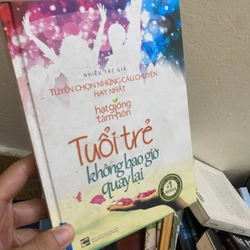 NHIỀU TÁC GIẢ
TUYỂN CHỌN NHỮNG CÂU CHUYỆN
HAY NHẤT
hạt giống
tâm hồn
Tuổi trẻ
không bao giờ
quay lại
#1